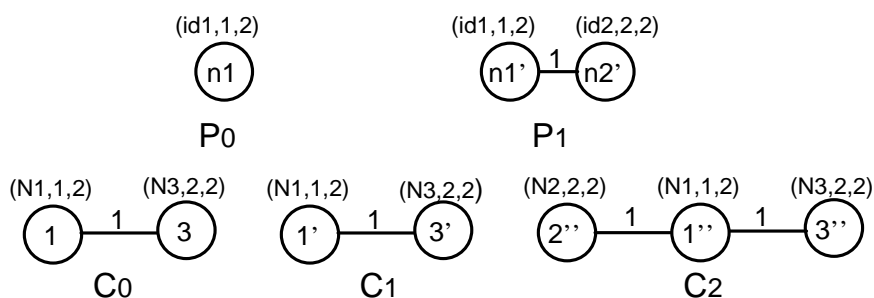 (id1,1,2) (id1,1,2) (id2,2,2)
n1 n1’ 1 n2’
P0 P1
(N1,1,2) (N3,2,2) (N1,1,2) (N3,2,2) (N2,2,2) (N1,1,2) (N3,2,2)
1 1 3 1’ 1 3’ 2’’ 1 1’’ 1 3’’
C0 C1 C2